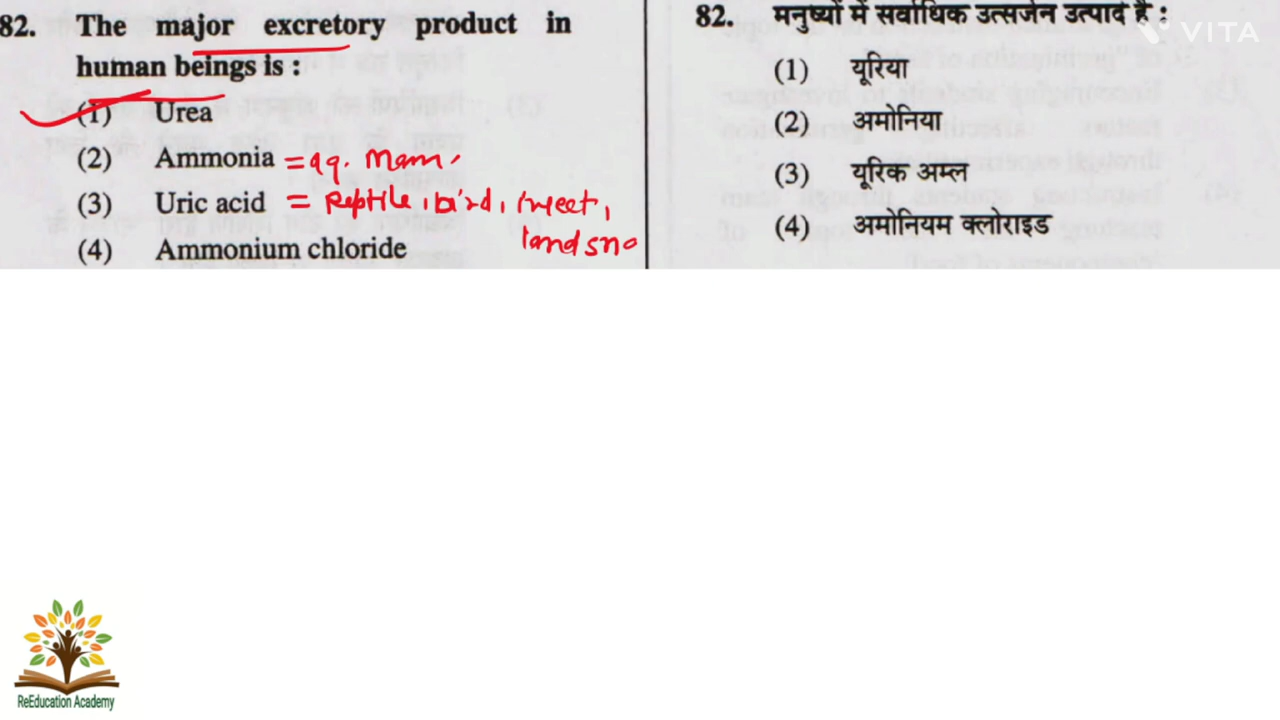 82. The major excretory product in
human beings is :
(1) Urea
(2) Ammonia = aq. mam.
(3) Uric acid = Reptile, bird, insect,
land sna
(4) Ammonium chloride
82. मनुष्यों में सर्वाधिक उत्सर्जन उत्पाद है :
(1) यूरिया
(2) अमोनिया
(3) यूरिक अम्ल
(4) अमोनियम क्लोराइड
VITA
ReEducation Academy